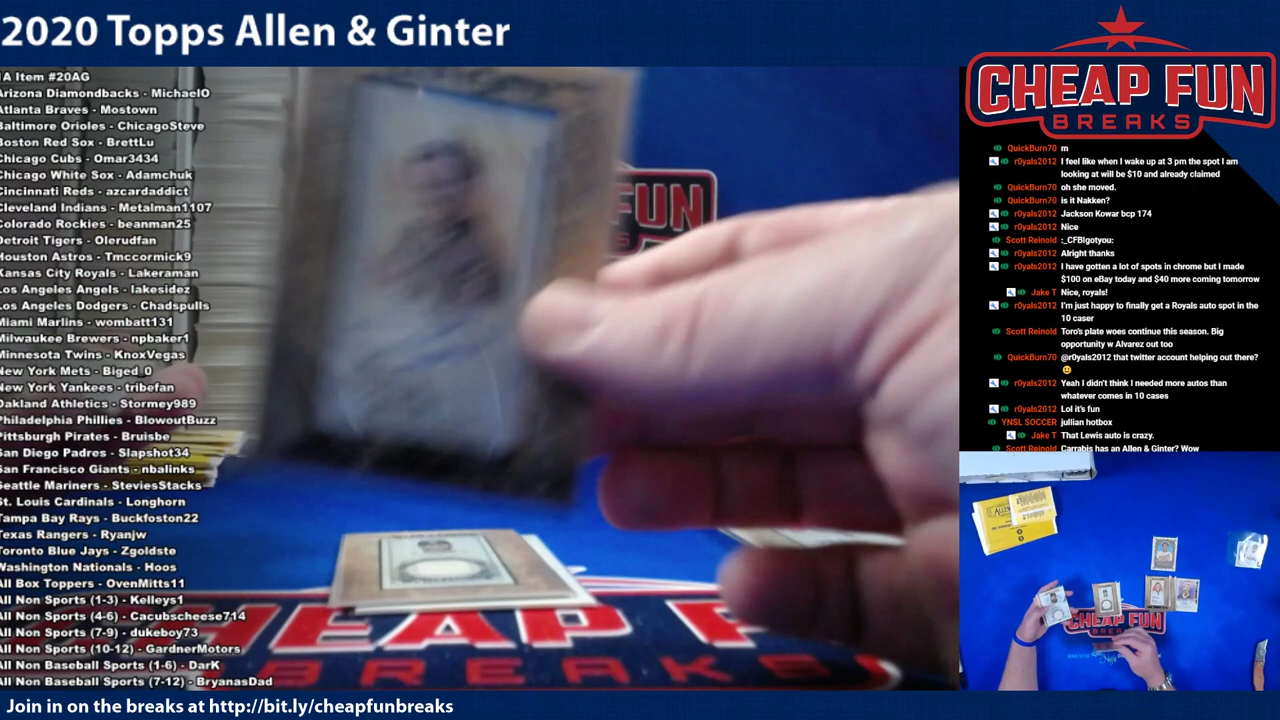 2020 Topps Allen & Ginter
1A Item #20AG
Arizona Diamondbacks - MichaelO
Atlanta Braves - Mostown
Baltimore Orioles - ChicagoSteve
Boston Red Sox - BrettLu
Chicago Cubs - Omar3434
Chicago White Sox - Adamchuk
Cincinnati Reds - azcardaddict
Cleveland Indians - Metalman1107
Colorado Rockies - beanman25
Detroit Tigers - Olerudfan
Houston Astros - Tmccormick9
Kansas City Royals - Lakeraman
Los Angeles Angels - lakesidez
Los Angeles Dodgers - Chadspulls
Miami Marlins - wombatt131
Milwaukee Brewers - npbaker1
Minnesota Twins - KnoxVegas
New York Mets - Biged_0
New York Yankees - tribefan
Oakland Athletics - Stormey989
Philadelphia Phillies - BlowoutBuzz
Pittsburgh Pirates - Bruisbe
San Diego Padres - Slapshot34
San Francisco Giants - nbalinks
Seattle Mariners - SteviesStacks
St. Louis Cardinals - Longhorn
Tampa Bay Rays - Buckfoston22
Texas Rangers - Ryanjw
Toronto Blue Jays - Zgoldste
Washington Nationals - Hoos
All Box Toppers - OvenMitts11
All Non Sports (1-3) - Kelleys1
All Non Sports (4-6) - Cacubscheese714
All Non Sports (7-9) - dukeboy73
All Non Sports (10-12) - GardnerMotors
All Non Baseball Sports (1-6) - DarK
All Non Baseball Sports (7-12) - BryanasDad
FUN
CHEAP F
BREAKS
CHEAP FUN
BREAKS
QuickBurn70 m
r0yals2012 I feel like when I wake up at 3 pm the spot I am
looking at will be $10 and already claimed
QuickBurn70 oh she moved.
QuickBurn70 is it Nakken?
r0yals2012 Jackson Kowar bcp 174
r0yals2012 Nice
Scott Reinold :_CFBIgotyou:
r0yals2012 Alright thanks
r0yals2012 I have gotten a lot of spots in chrome but I made
$100 on eBay today and $40 more coming tomorrow
Jake T Nice, royals!
r0yals2012 I'm just happy to finally get a Royals auto spot in the
10 caser
Scott Reinold Toro's plate woes continue this season. Big
opportunity w Alvarez out too
QuickBurn70 @r0yals2012 that twitter account helping out there?
r0yals2012 Yeah I didn't think I needed more autos than
whatever comes in 10 cases
r0yals2012 Lol it's fun
YNSL SOCCER jullian hotbox
Jake T That Lewis auto is crazy.
Scott Reinold Carrabis has an Allen & Ginter? Wow
CHEAP FUN
Join in on the breaks at http://bit.ly/cheapfunbreaks